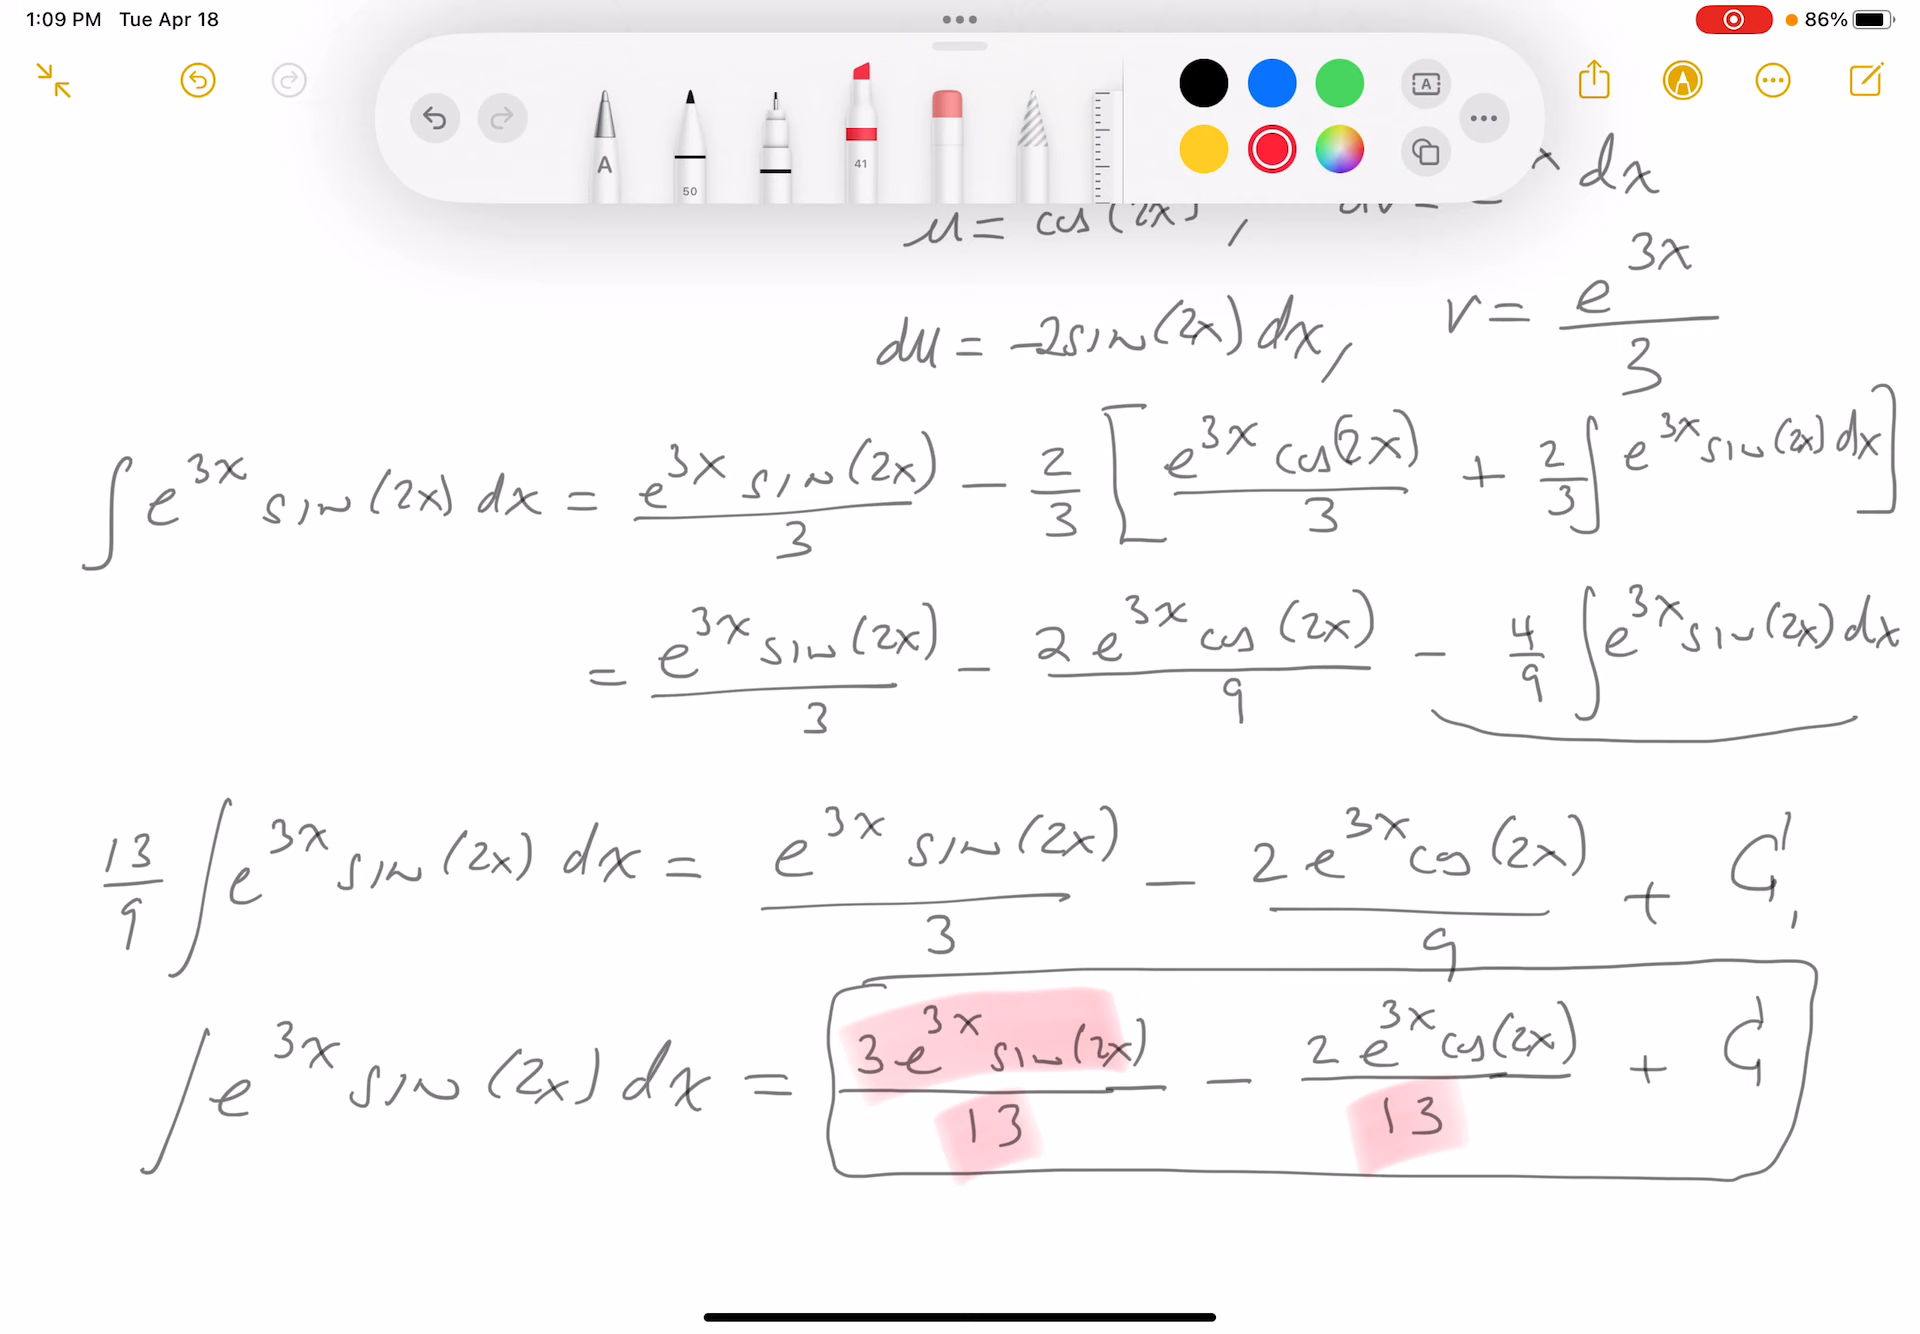 1:09 PM Tue Apr 18 86%
A 50 41 A
x dx
u = cos(2x),
du = -2sin(2x) dx, v = e^{3x}/3
∫ e^{3x} sin(2x) dx = e^{3x} sin(2x)/3 - 2/3 [ e^{3x} cos(2x)/3 + 2/3 ∫ e^{3x} sin(2x) dx ]
= e^{3x} sin(2x)/3 - 2e^{3x} cos(2x)/9 - 4/9 ∫ e^{3x} sin(2x) dx
13/9 ∫ e^{3x} sin(2x) dx = e^{3x} sin(2x)/3 - 2e^{3x} cos(2x)/9 + C₁
∫ e^{3x} sin(2x) dx = 3e^{3x} sin(2x)/13 - 2e^{3x} cos(2x)/13 + C